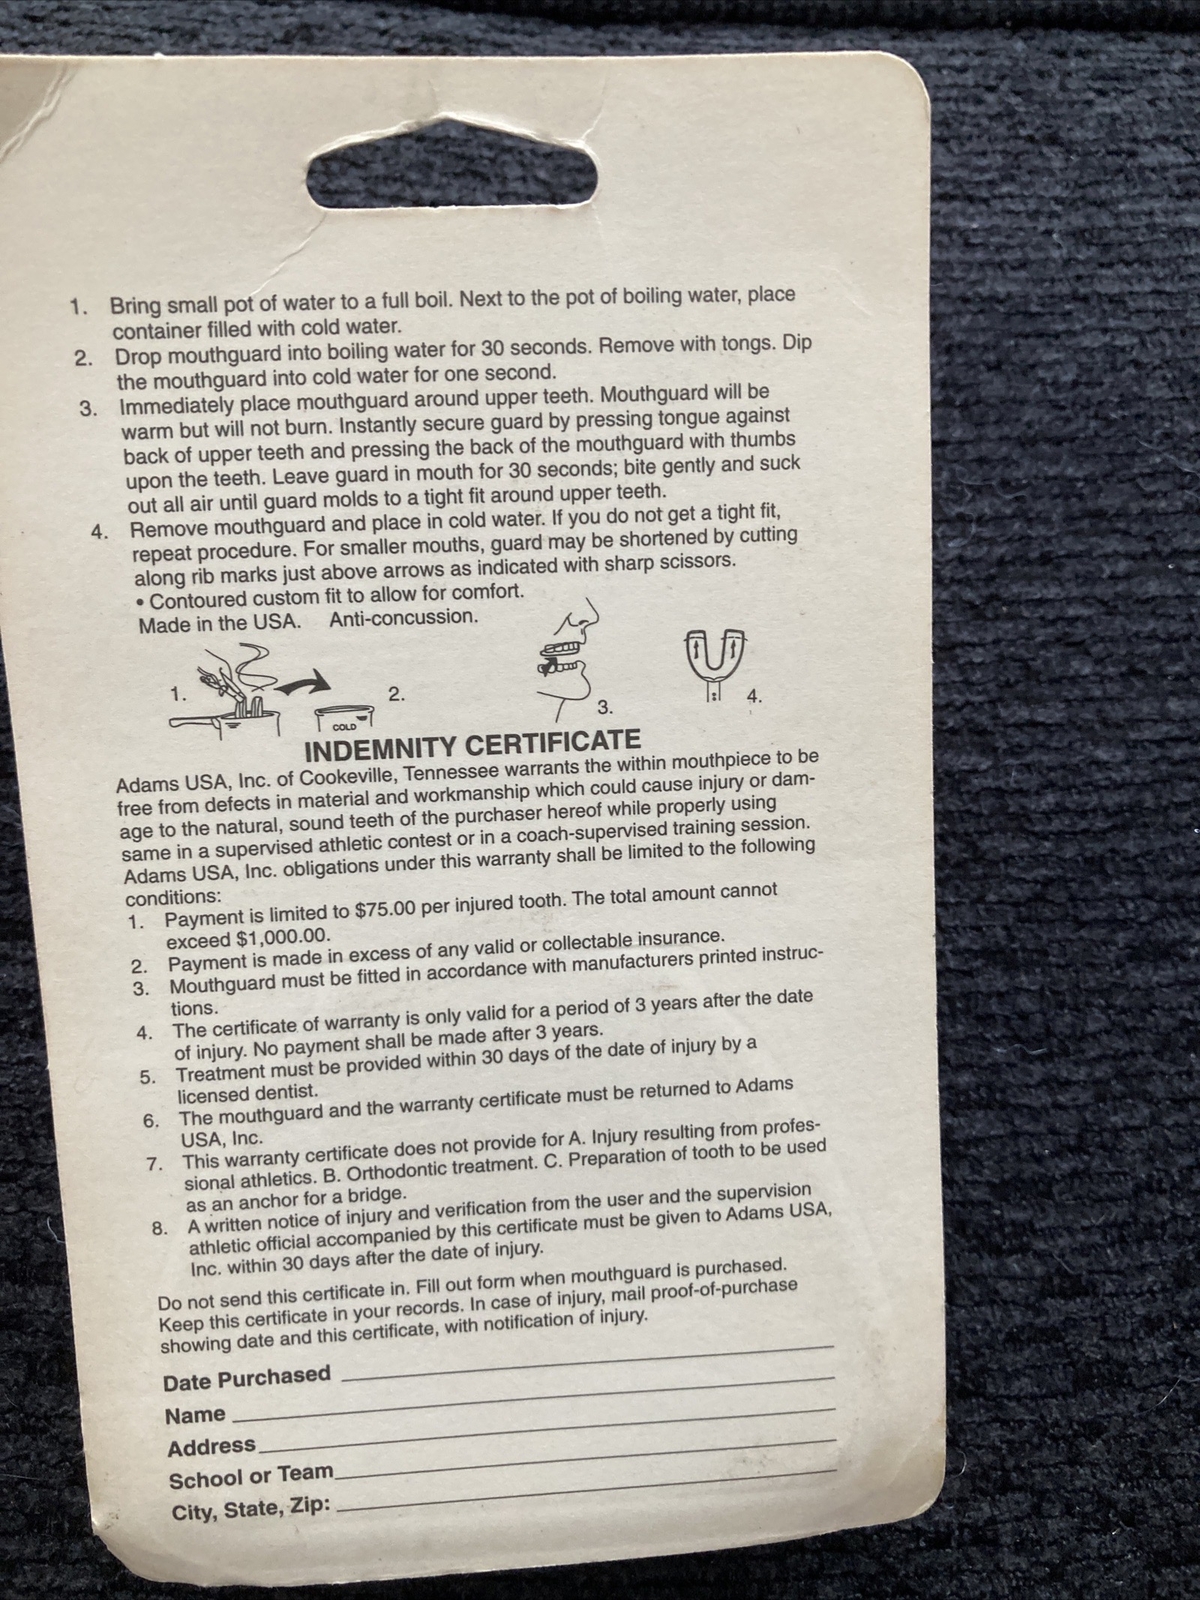 1. Bring small pot of water to a full boil. Next to the pot of boiling water, place
container filled with cold water.
2. Drop mouthguard into boiling water for 30 seconds. Remove with tongs. Dip
the mouthguard into cold water for one second.
3. Immediately place mouthguard around upper teeth. Mouthguard will be
warm but will not burn. Instantly secure guard by pressing tongue against
back of upper teeth and pressing the back of the mouthguard with thumbs
upon the teeth. Leave guard in mouth for 30 seconds; bite gently and suck
out all air until guard molds to a tight fit around upper teeth.
4. Remove mouthguard and place in cold water. If you do not get a tight fit,
repeat procedure. For smaller mouths, guard may be shortened by cutting
along rib marks just above arrows as indicated with sharp scissors.
• Contoured custom fit to allow for comfort.
Made in the USA. Anti-concussion.
1. 2. 3. 4.
COLD
INDEMNITY CERTIFICATE
Adams USA, Inc. of Cookeville, Tennessee warrants the within mouthpiece to be
free from defects in material and workmanship which could cause injury or dam-
age to the natural, sound teeth of the purchaser hereof while properly using
same in a supervised athletic contest or in a coach-supervised training session.
Adams USA, Inc. obligations under this warranty shall be limited to the following
conditions:
1. Payment is limited to $75.00 per injured tooth. The total amount cannot
exceed $1,000.00.
2. Payment is made in excess of any valid or collectable insurance.
3. Mouthguard must be fitted in accordance with manufacturers printed instruc-
tions.
4. The certificate of warranty is only valid for a period of 3 years after the date
of injury. No payment shall be made after 3 years.
5. Treatment must be provided within 30 days of the date of injury by a
licensed dentist.
6. The mouthguard and the warranty certificate must be returned to Adams
USA, Inc.
7. This warranty certificate does not provide for A. Injury resulting from profes-
sional athletics. B. Orthodontic treatment. C. Preparation of tooth to be used
as an anchor for a bridge.
8. A written notice of injury and verification from the user and the supervision
athletic official accompanied by this certificate must be given to Adams USA,
Inc. within 30 days after the date of injury.
Do not send this certificate in. Fill out form when mouthguard is purchased.
Keep this certificate in your records. In case of injury, mail proof-of-purchase
showing date and this certificate, with notification of injury.
Date Purchased
Name
Address
School or Team
City, State, Zip: